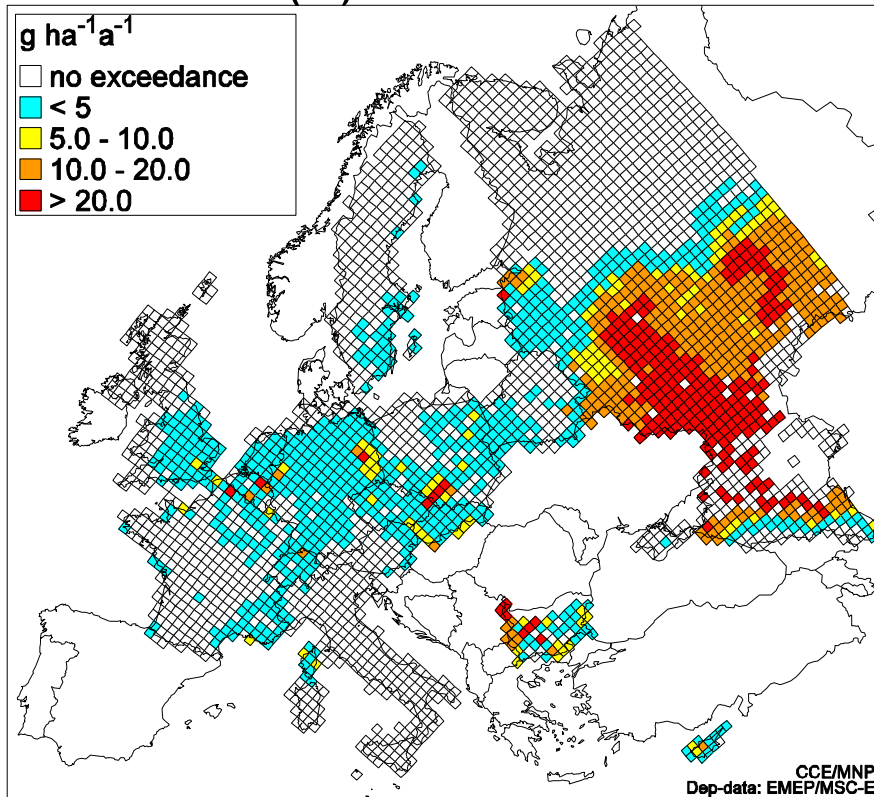 g ha⁻¹a⁻¹
no exceedance
< 5
5.0 - 10.0
10.0 - 20.0
> 20.0
CCE/MNP
Dep-data: EMEP/MSC-E